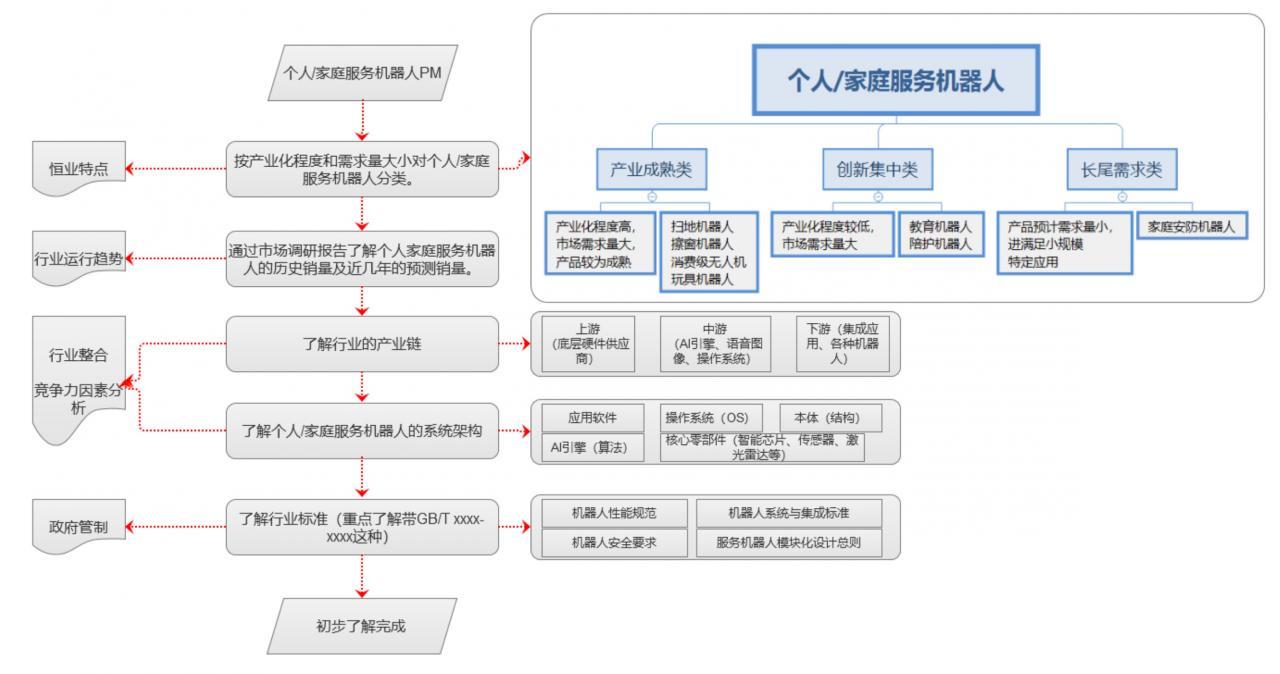 个人/家庭服务机器人PM
恒业特点
按产业化程度和需求量大小对个人/家庭
服务机器人分类。
个人/家庭服务机器人
产业成熟类
创新集中类
长尾需求类
产业化程度高，
市场需求量大，
产品较为成熟
扫地机器人
擦窗机器人
消费级无人机
玩具机器人
产业化程度较低，
市场需求量大
教育机器人
陪护机器人
产品预计需求量小，
进满足小规模
特定应用
家庭安防机器人
行业运行趋势
通过市场调研报告了解个人家庭服务机器
人的历史销量及近几年的预测销量。
行业整合
竞争力因素分
析
了解行业的产业链
上游
（底层硬件供应
商）
中游
（AI引擎、语音图
像、操作系统）
下游（集成应
用、各种机器
人）
了解个人/家庭服务机器人的系统架构
应用软件
操作系统（OS）
本体（结构）
AI引擎（算法）
核心零部件（智能芯片、传感器、激
光雷达等）
政府管制
了解行业标准（重点了解带GB/T xxxx-
xxxx这种）
机器人性能规范
机器人系统与集成标准
机器人安全要求
服务机器人模块化设计总则
初步了解完成